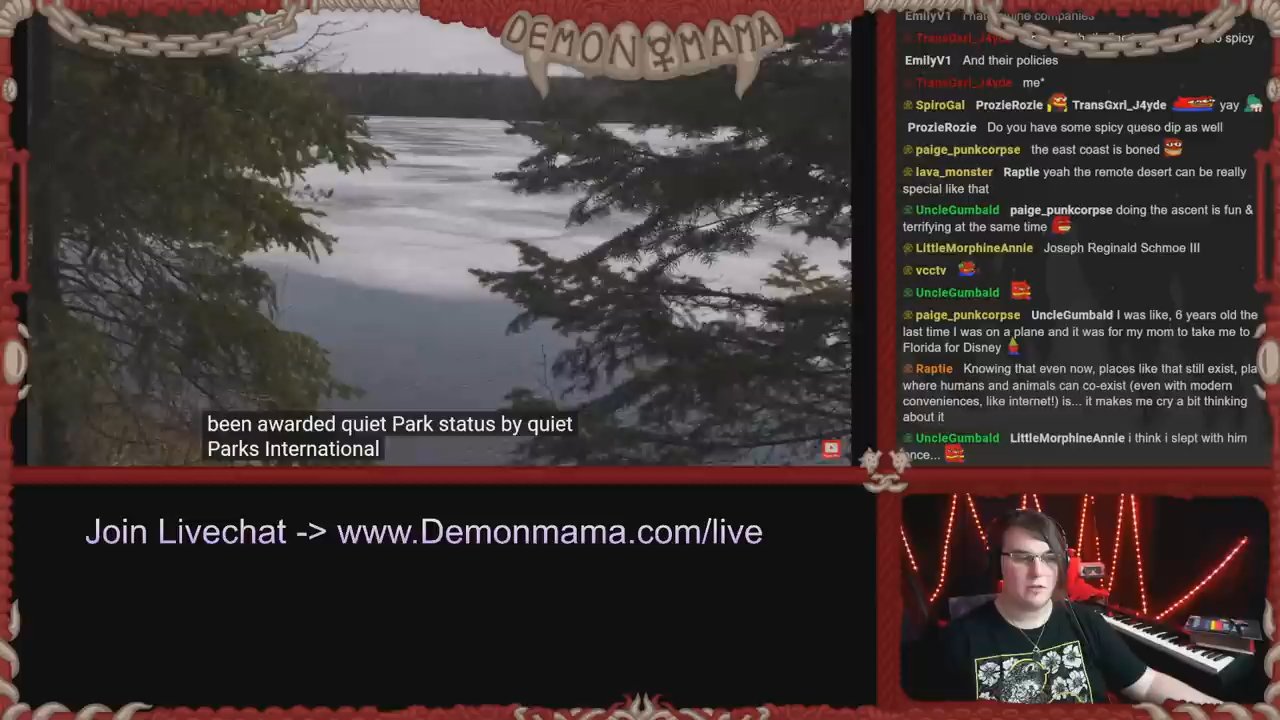 DEMON MAMA
been awarded quiet Park status by quiet
Parks International
Join Livechat -> www.Demonmama.com/live
EmilyV1 companies
spicy
EmilyV1 And their policies
TransGxrl_J4yde me*
SpiroGal ProzieRozie TransGxrl_J4yde yay
ProzieRozie Do you have some spicy queso dip as well
paige_punkcorpse the east coast is boned
lava_monster Raptie yeah the remote desert can be really
special like that
UncleGumbald paige_punkcorpse doing the ascent is fun &
terrifying at the same time
LittleMorphineAnnie Joseph Reginald Schmoe III
vcctv
UncleGumbald
paige_punkcorpse UncleGumbald I was like, 6 years old the
last time I was on a plane and it was for my mom to take me to
Florida for Disney
Raptie Knowing that even now, places like that still exist, pla
where humans and animals can co-exist (even with modern
conveniences, like internet!) is... it makes me cry a bit thinking
about it
UncleGumbald LittleMorphineAnnie i think i slept with him
once...